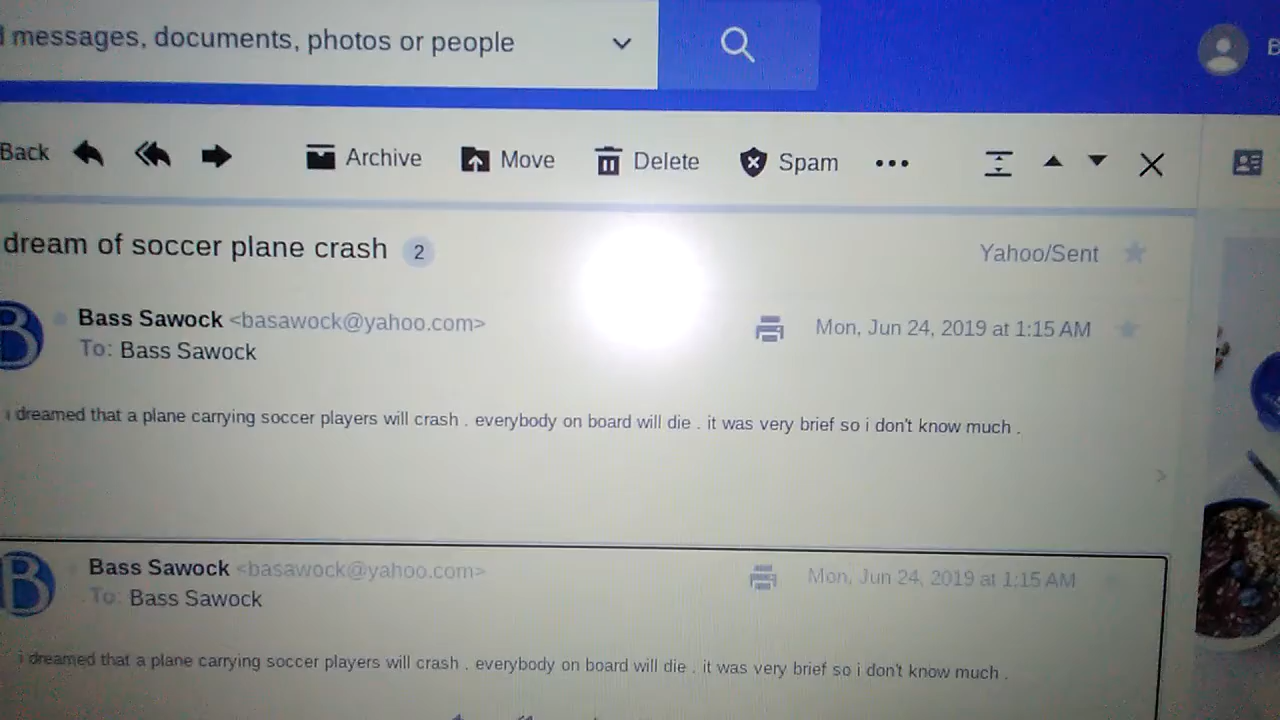 messages, documents, photos or people
B
Back Archive Move Delete Spam
dream of soccer plane crash 2 Yahoo/Sent
B Bass Sawock <basawock@yahoo.com> Mon, Jun 24, 2019 at 1:15 AM
To: Bass Sawock
i dreamed that a plane carrying soccer players will crash . everybody on board will die . it was very brief so i don't know much .
B Bass Sawock <basawock@yahoo.com> Mon, Jun 24, 2019 at 1:15 AM
To: Bass Sawock
i dreamed that a plane carrying soccer players will crash . everybody on board will die . it was very brief so i don't know much .